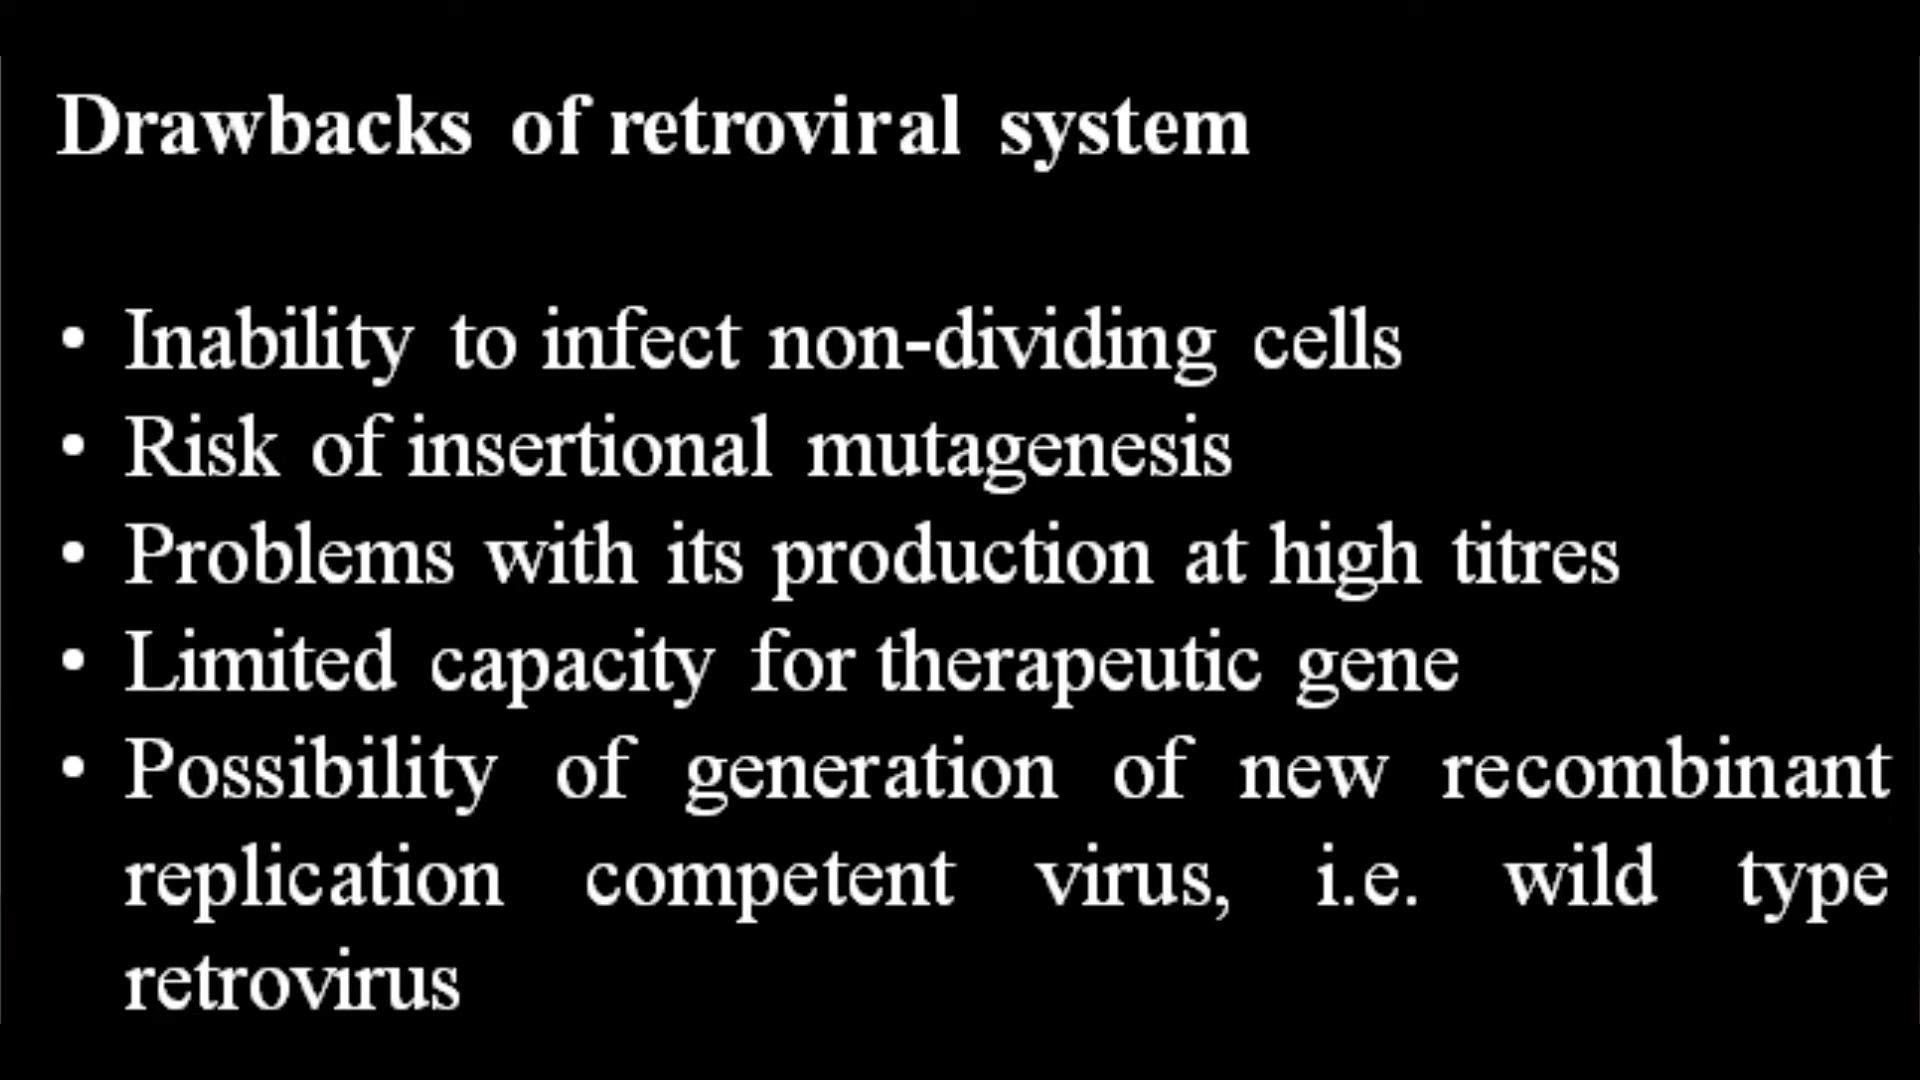 Drawbacks of retroviral system
• Inability to infect non-dividing cells
• Risk of insertional mutagenesis
• Problems with its production at high titres
• Limited capacity for therapeutic gene
• Possibility of generation of new recombinant
replication competent virus, i.e. wild type
retrovirus